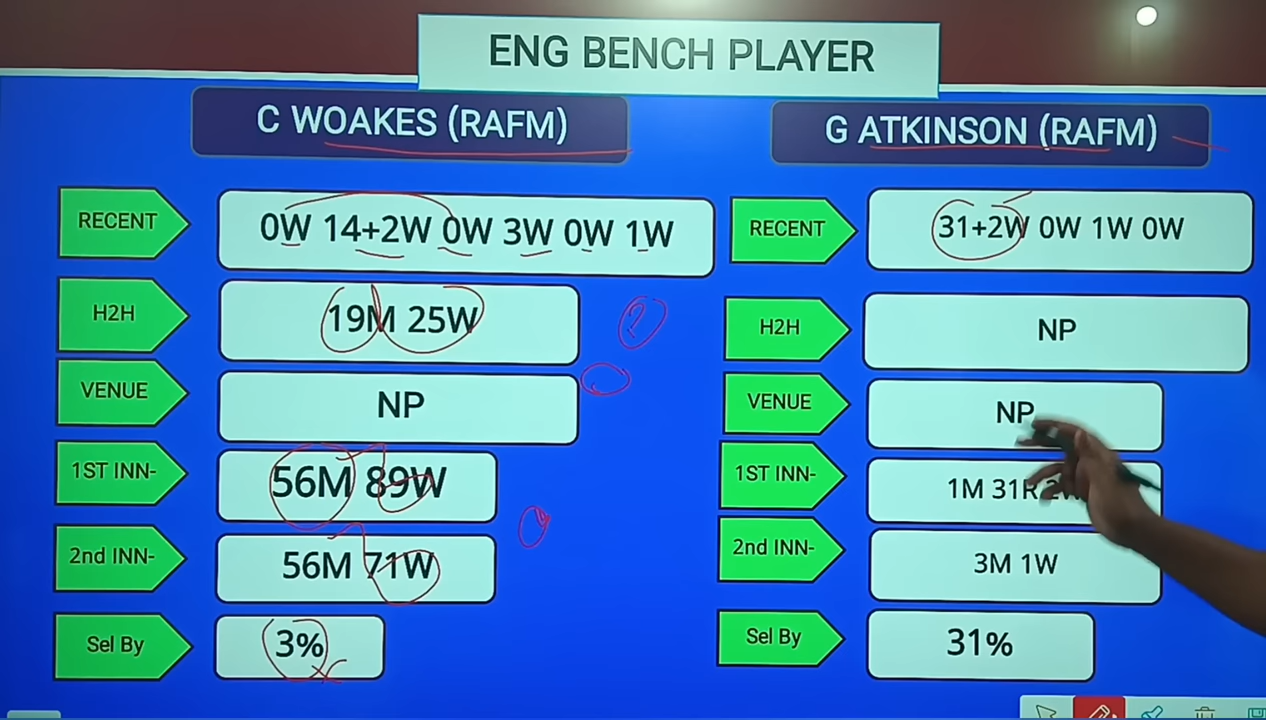 ENG BENCH PLAYER
C WOAKES (RAFM)
RECENT
0W 14+2W 0W 3W 0W 1W
H2H
19M 25W
VENUE
NP
1ST INN-
56M 89W
2nd INN-
56M 71W
Sel By
3%
G ATKINSON (RAFM)
RECENT
31+2W 0W 1W 0W
H2H
NP
VENUE
NP
1ST INN-
1M 31R
2nd INN-
3M 1W
Sel By
31%